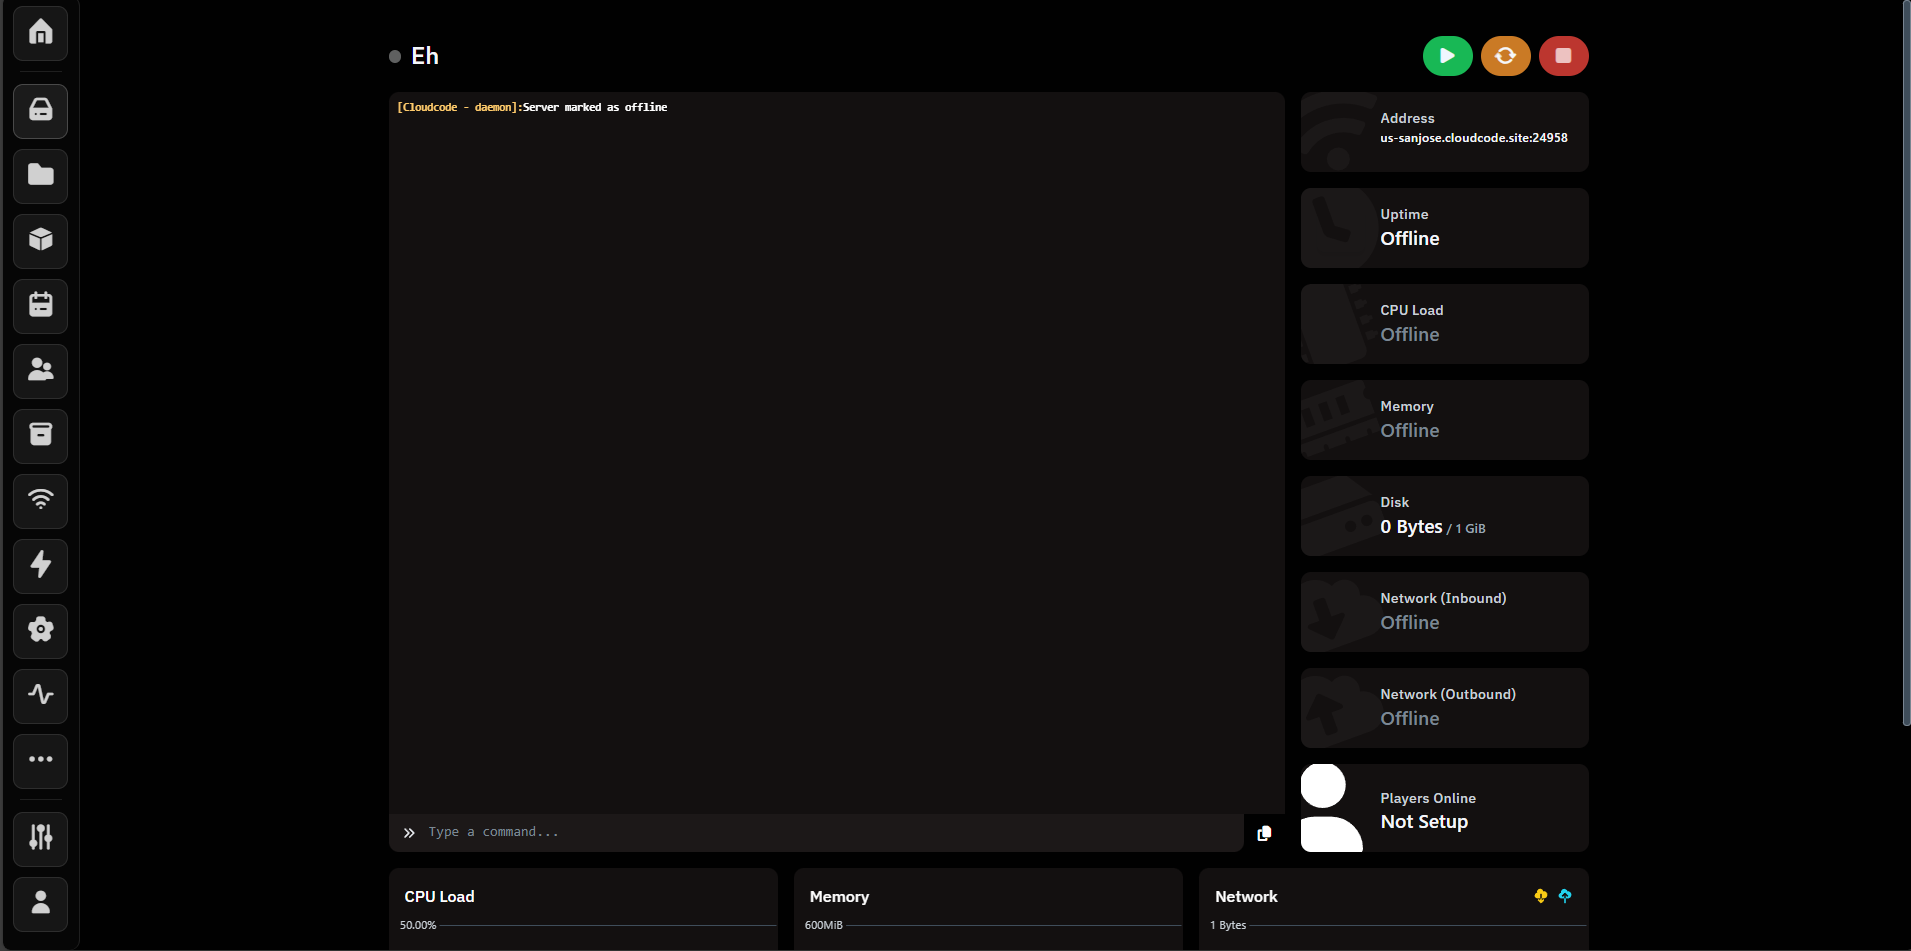 Eh
[Cloudcode - daemon]:Server marked as offline
Type a command...
Address
us-sanjose.cloudcode.site:24958
Uptime
Offline
CPU Load
Offline
Memory
Offline
Disk
0 Bytes / 1 GiB
Network (Inbound)
Offline
Network (Outbound)
Offline
Players Online
Not Setup
CPU Load
50.00%
Memory
600MiB
Network
1 Bytes